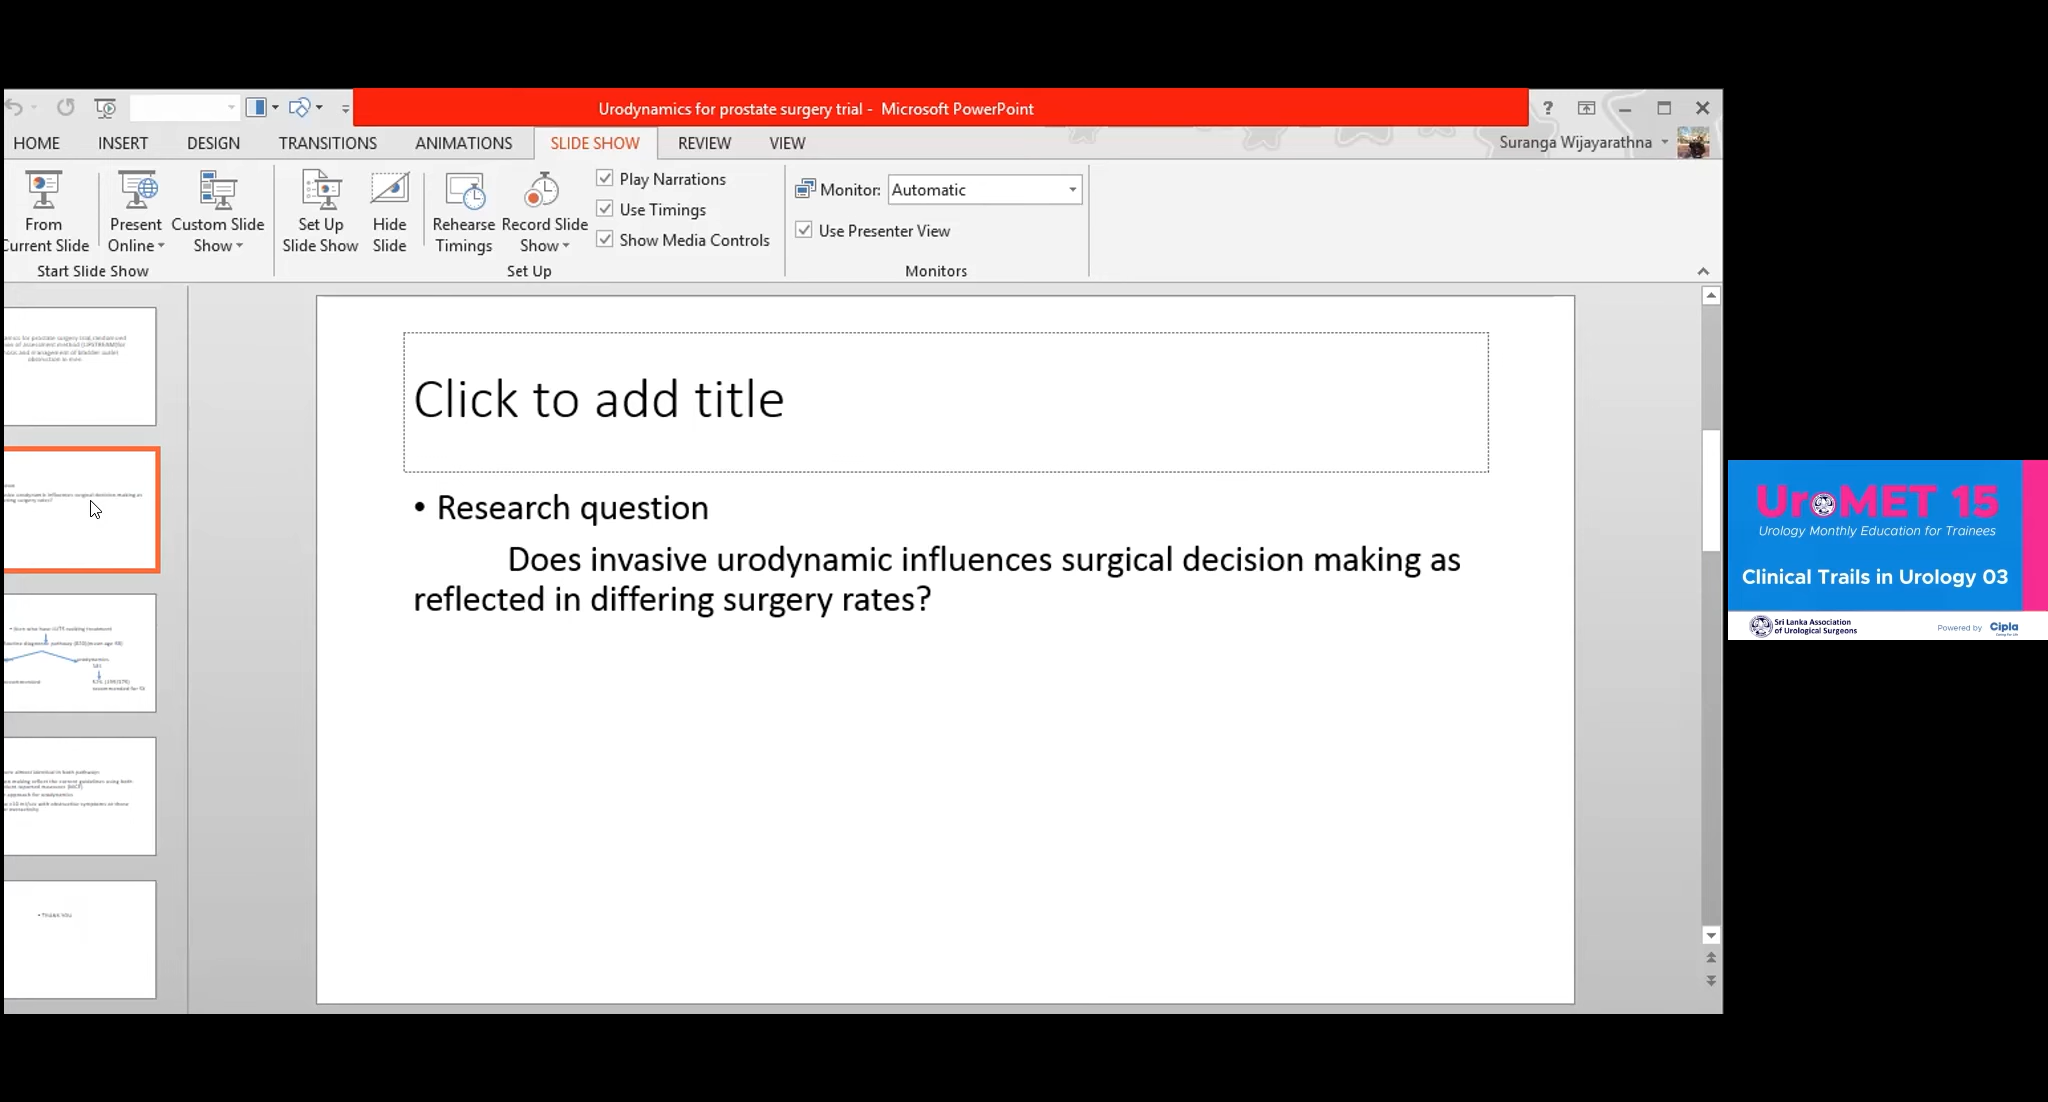 Urodynamics for prostate surgery trial - Microsoft PowerPoint
?
HOME INSERT DESIGN TRANSITIONS ANIMATIONS SLIDE SHOW REVIEW VIEW
Suranga Wijayarathna
From
Current Slide
Present
Online
Custom Slide
Show
Start Slide Show
Set Up
Slide Show
Hide
Slide
Rehearse
Timings
Record Slide
Show
Play Narrations
Use Timings
Show Media Controls
Set Up
Monitor: Automatic
Use Presenter View
Monitors
Click to add title
• Research question
Does invasive urodynamic influences surgical decision making as
reflected in differing surgery rates?
• Thank You
UroMET 15
Urology Monthly Education for Trainees
Clinical Trails in Urology 03
Sri Lanka Association
of Urological Surgeons
Powered by Cipla